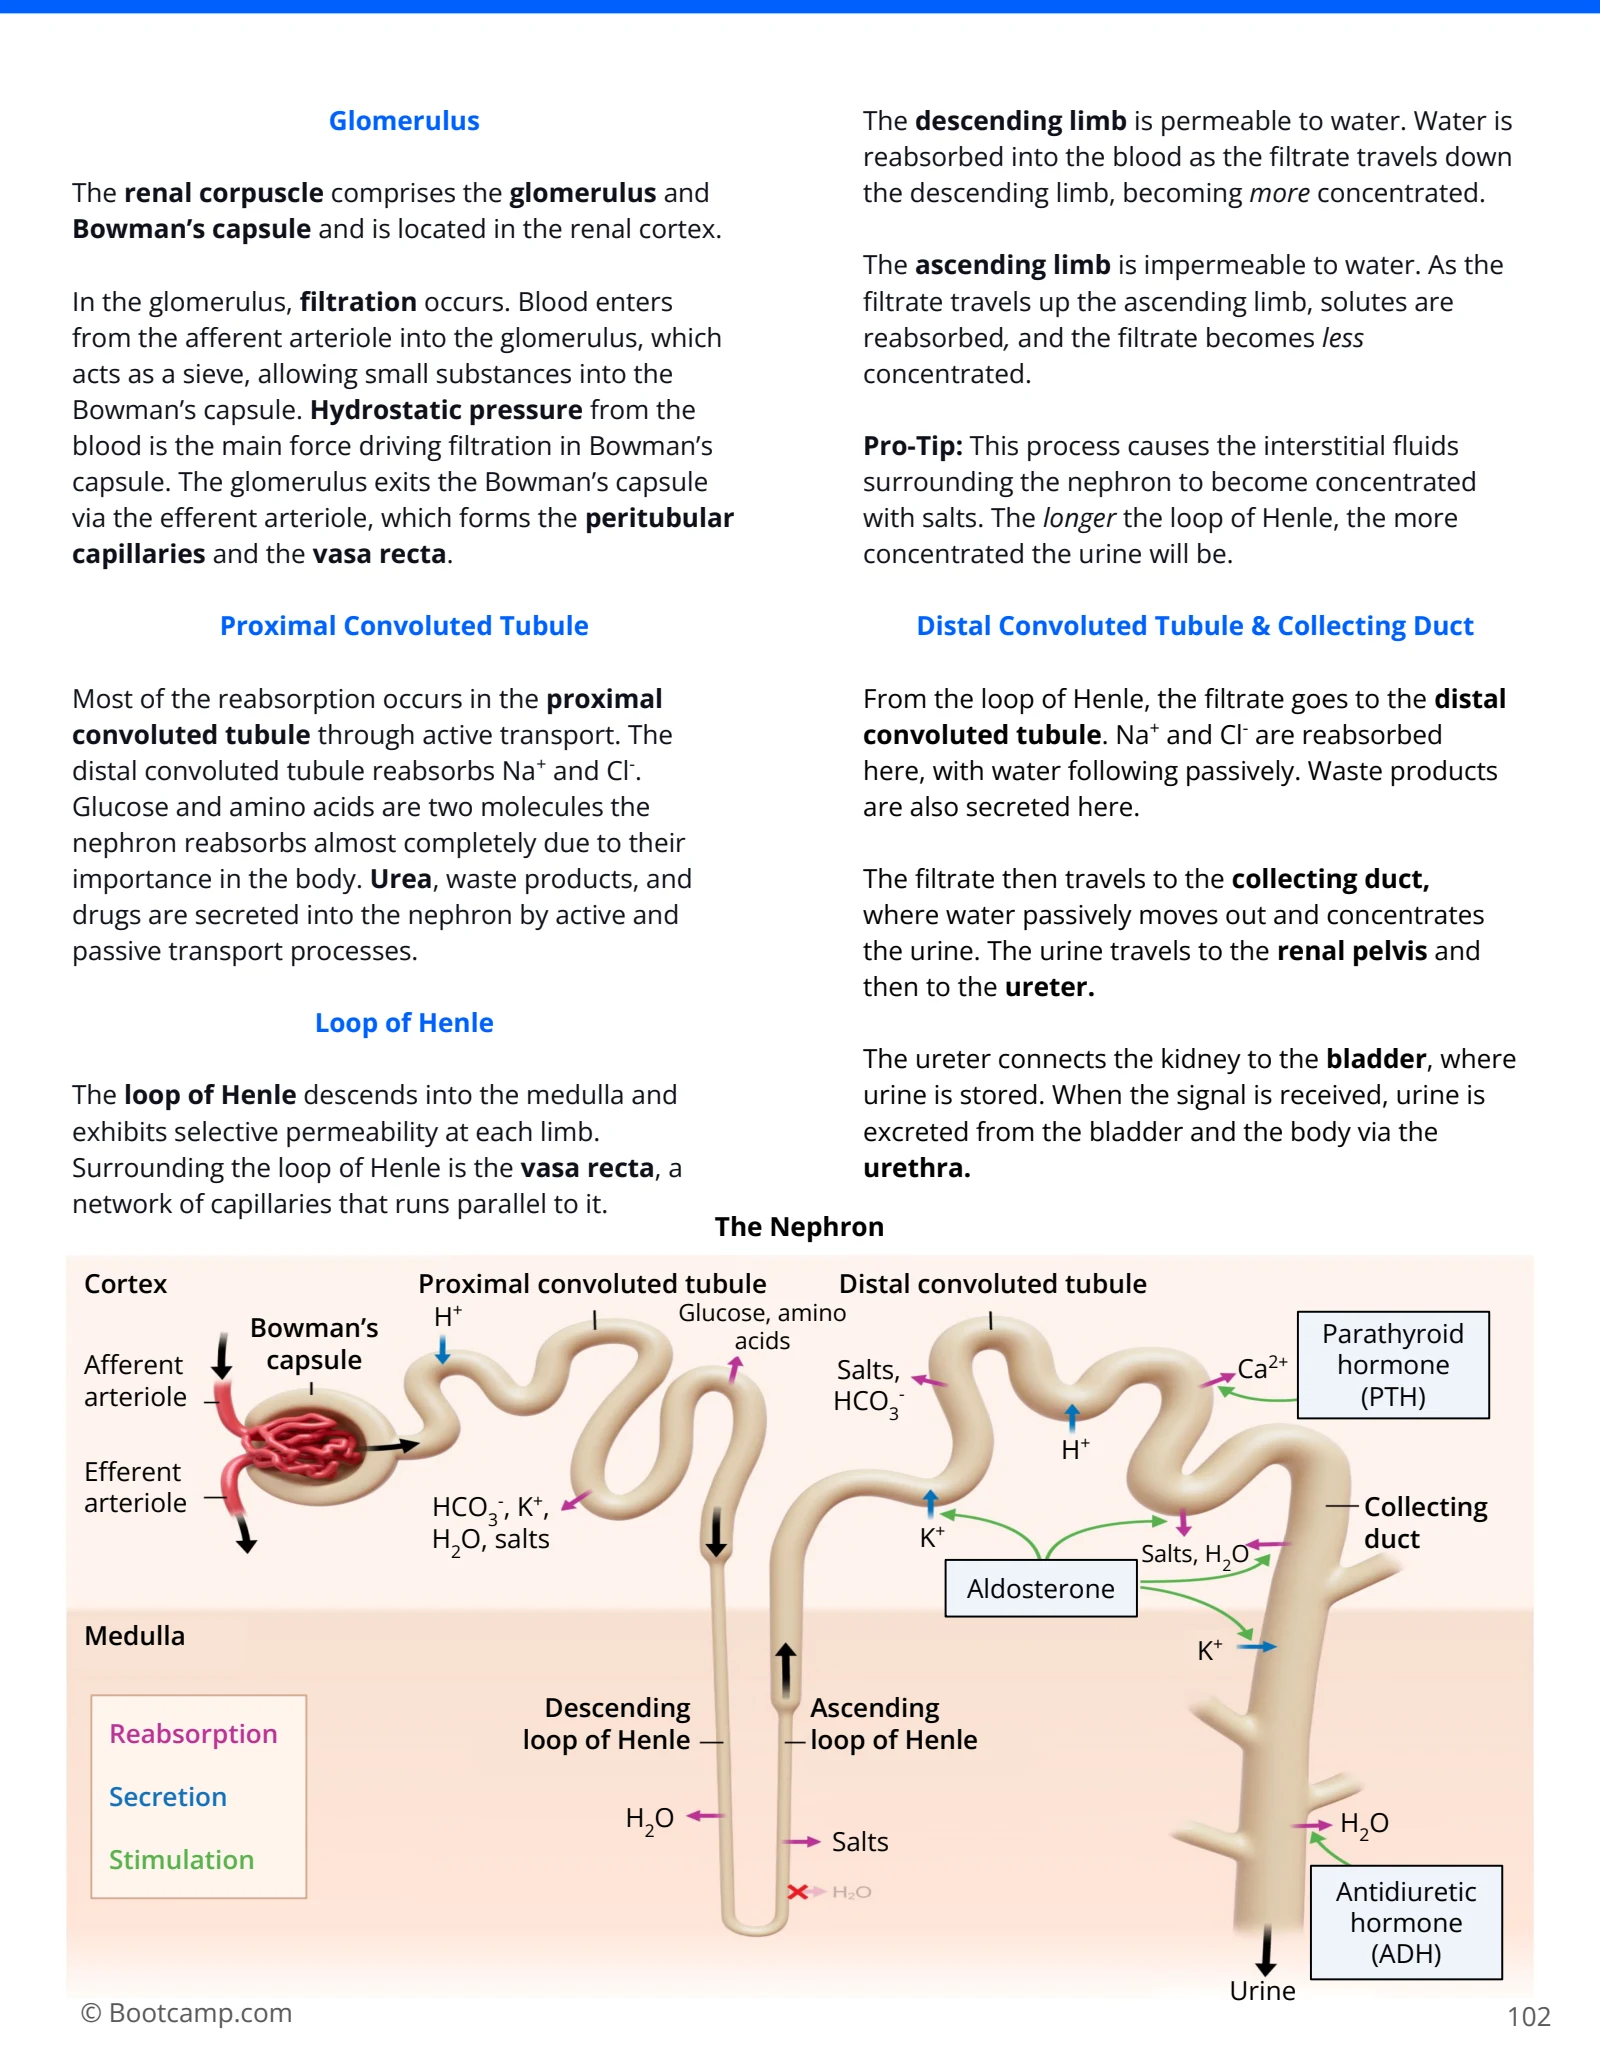 Glomerulus
The renal corpuscle comprises the glomerulus and
Bowman’s capsule and is located in the renal cortex.
In the glomerulus, filtration occurs. Blood enters
from the afferent arteriole into the glomerulus, which
acts as a sieve, allowing small substances into the
Bowman’s capsule. Hydrostatic pressure from the
blood is the main force driving filtration in Bowman’s
capsule. The glomerulus exits the Bowman’s capsule
via the efferent arteriole, which forms the peritubular
capillaries and the vasa recta.
Proximal Convoluted Tubule
Most of the reabsorption occurs in the proximal
convoluted tubule through active transport. The
distal convoluted tubule reabsorbs Na⁺ and Cl⁻.
Glucose and amino acids are two molecules the
nephron reabsorbs almost completely due to their
importance in the body. Urea, waste products, and
drugs are secreted into the nephron by active and
passive transport processes.
Loop of Henle
The loop of Henle descends into the medulla and
exhibits selective permeability at each limb.
Surrounding the loop of Henle is the vasa recta, a
network of capillaries that runs parallel to it.
The descending limb is permeable to water. Water is
reabsorbed into the blood as the filtrate travels down
the descending limb, becoming more concentrated.
The ascending limb is impermeable to water. As the
filtrate travels up the ascending limb, solutes are
reabsorbed, and the filtrate becomes less
concentrated.
Pro-Tip: This process causes the interstitial fluids
surrounding the nephron to become concentrated
with salts. The longer the loop of Henle, the more
concentrated the urine will be.
Distal Convoluted Tubule & Collecting Duct
From the loop of Henle, the filtrate goes to the distal
convoluted tubule. Na⁺ and Cl⁻ are reabsorbed
here, with water following passively. Waste products
are also secreted here.
The filtrate then travels to the collecting duct,
where water passively moves out and concentrates
the urine. The urine travels to the renal pelvis and
then to the ureter.
The ureter connects the kidney to the bladder, where
urine is stored. When the signal is received, urine is
excreted from the bladder and the body via the
urethra.
The Nephron
Cortex
Proximal convoluted tubule
Distal convoluted tubule
H⁺
Glucose, amino
acids
Bowman’s
capsule
Afferent
arteriole
Efferent
arteriole
HCO₃⁻, K⁺,
H₂O, salts
Salts,
HCO₃⁻
H⁺
Ca²⁺
Parathyroid
hormone
(PTH)
K⁺
Salts, H₂O
Collecting
duct
Aldosterone
Medulla
K⁺
Reabsorption
Secretion
Stimulation
Descending
loop of Henle
Ascending
loop of Henle
H₂O
Salts
H₂O
H₂O
Antidiuretic
hormone
(ADH)
Urine
© Bootcamp.com
102